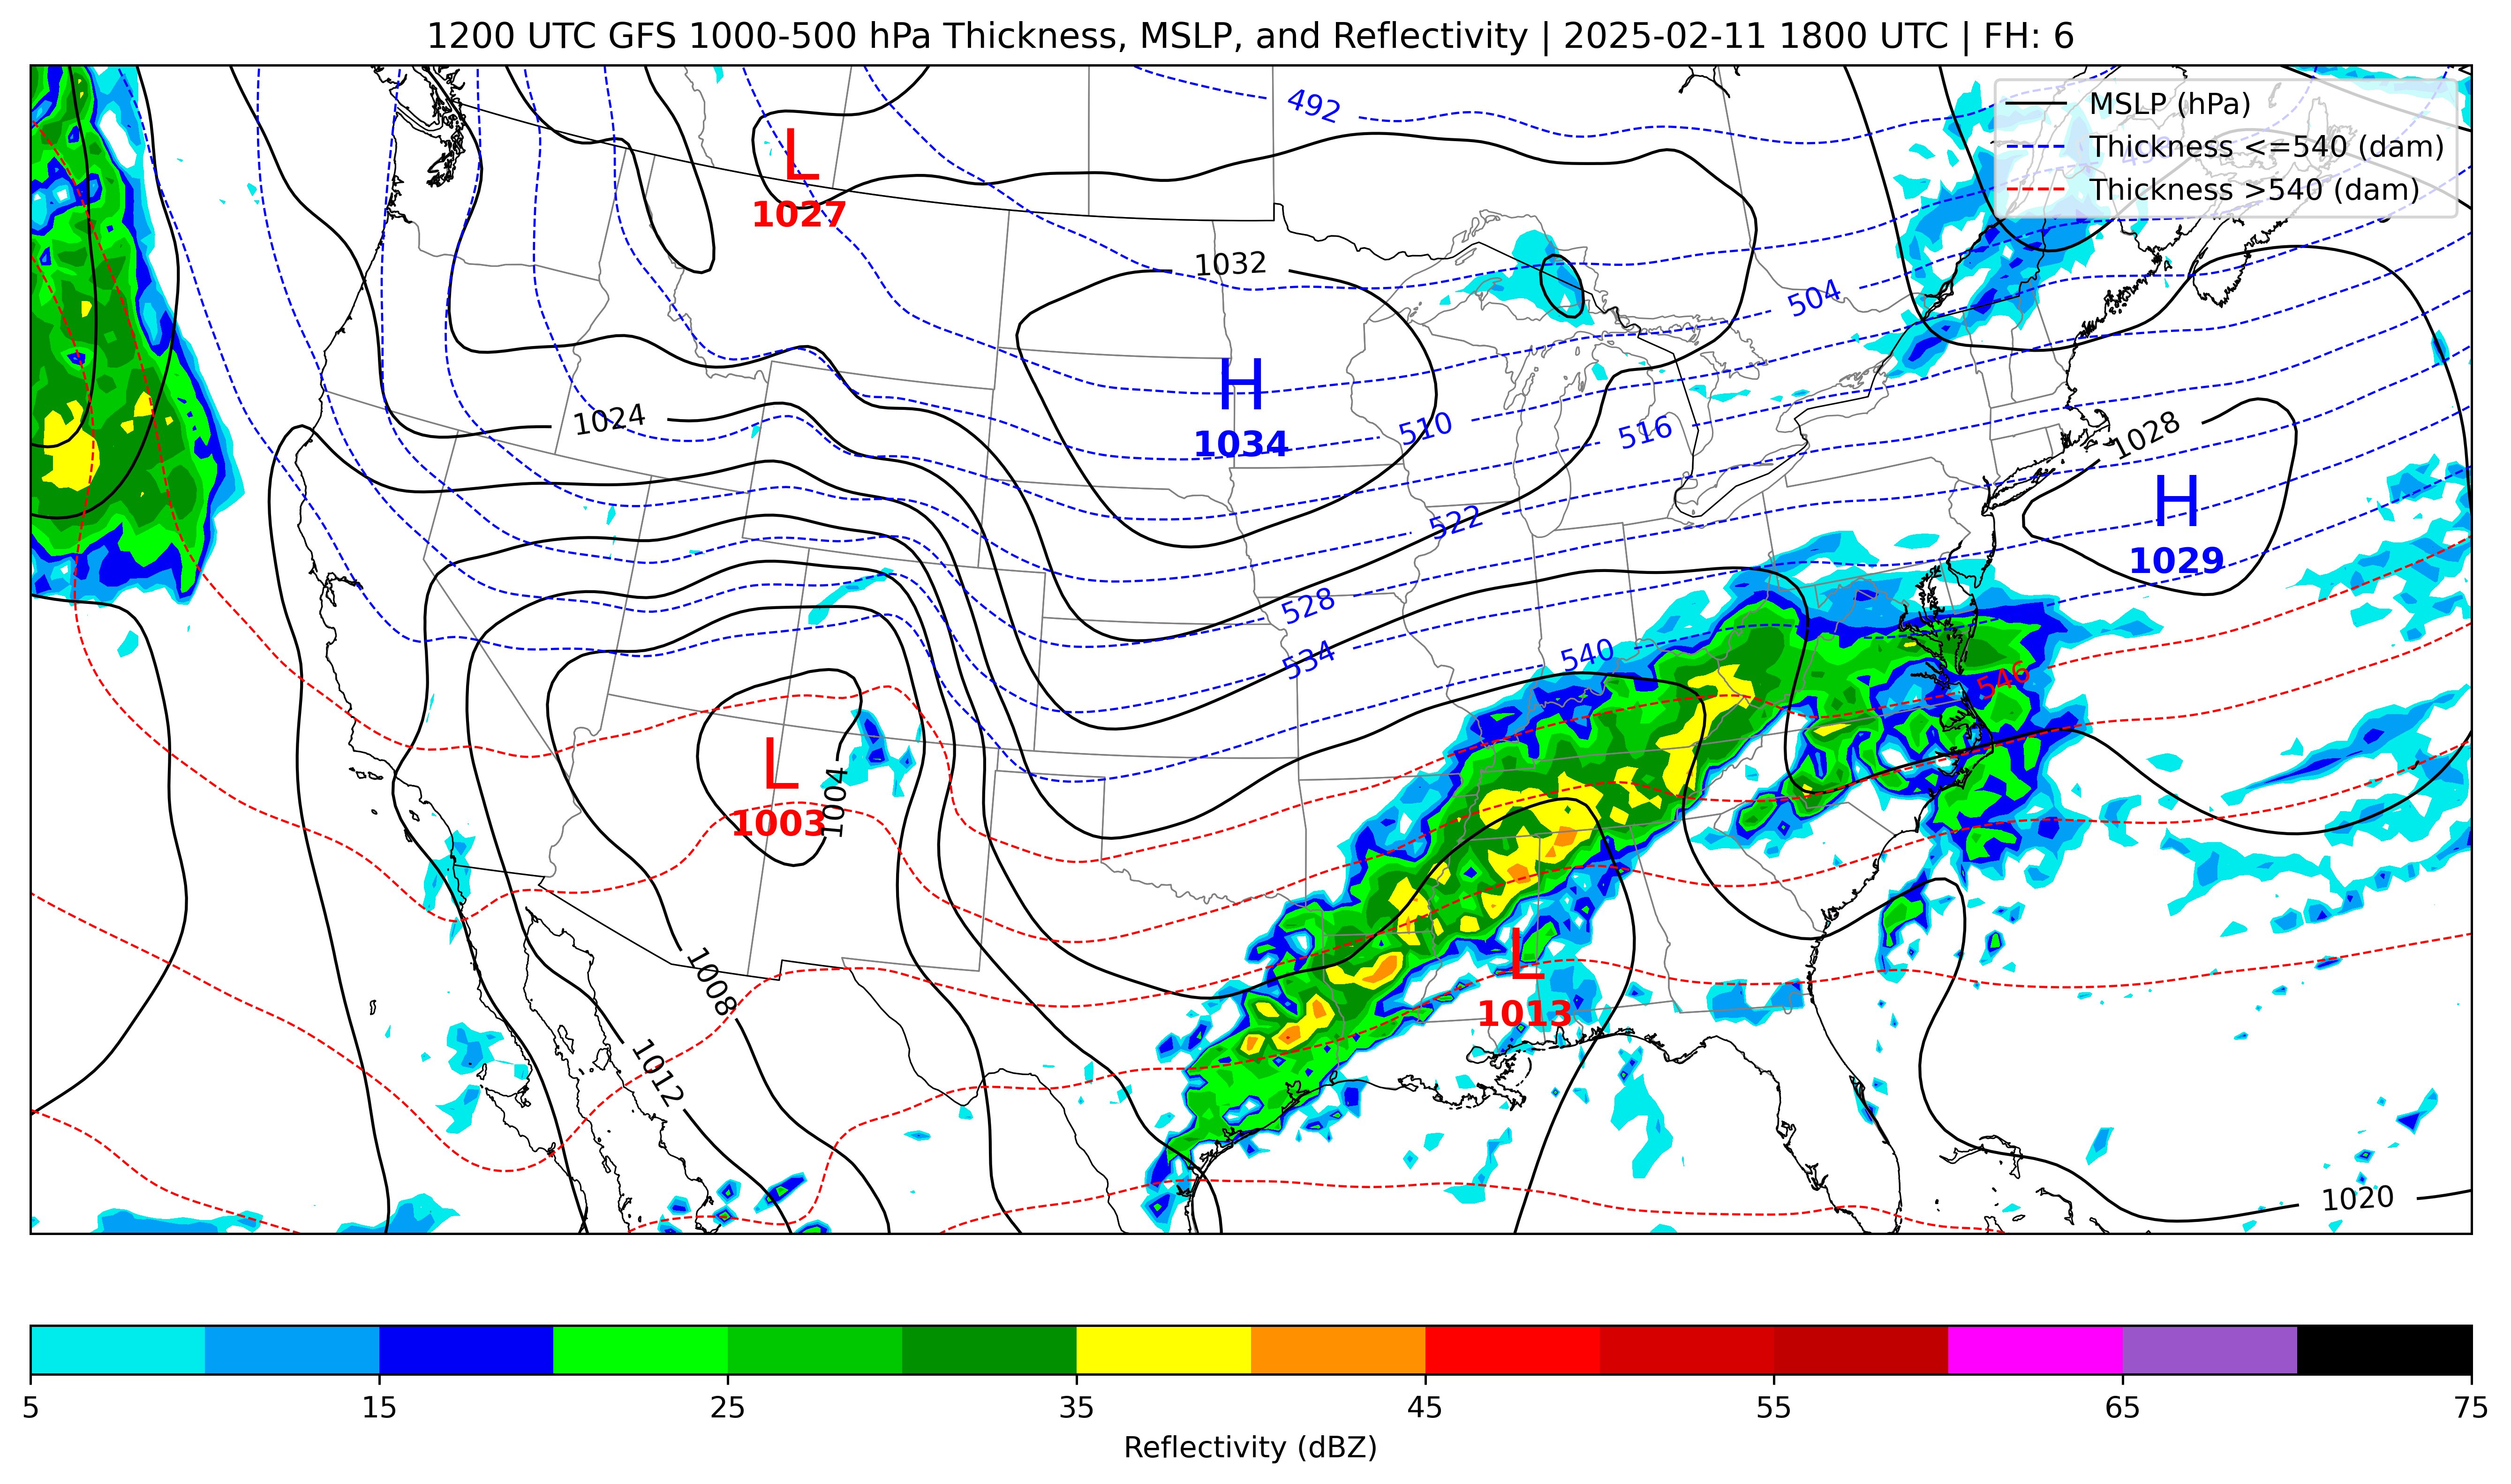 1200 UTC GFS 1000-500 hPa Thickness, MSLP, and Reflectivity | 2025-02-11 1800 UTC | FH: 6
MSLP (hPa)
Thickness <=540 (dam)
Thickness >540 (dam)
492
L
1027
1032
504
H
1034
1024
510
516
1028
522
H
1029
528
534
540
546
L
1003
1004
1008
L
1013
1012
1020
5
15
25
35
45
55
65
75
Reflectivity (dBZ)